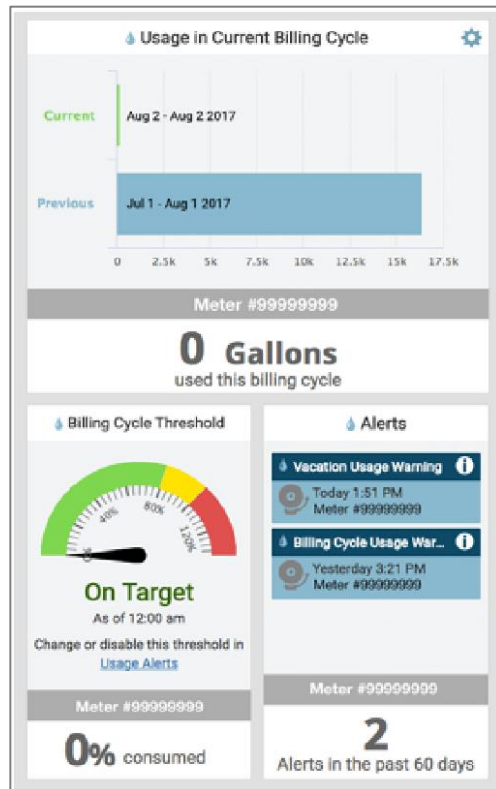 Usage in Current Billing Cycle
Current
Aug 2 - Aug 2 2017
Previous
Jul 1 - Aug 1 2017
0 2.5k 5k 7.5k 10k 12.5k 15k 17.5k
Meter #99999999
0 Gallons
used this billing cycle
Billing Cycle Threshold
0% 40% 80% 120%
On Target
As of 12:00 am
Change or disable this threshold in
Usage Alerts
Meter #99999999
0% consumed
Alerts
Vacation Usage Warning
Today 1:51 PM
Meter #99999999
Billing Cycle Usage War...
Yesterday 3:21 PM
Meter #99999999
Meter #99999999
2
Alerts in the past 60 days